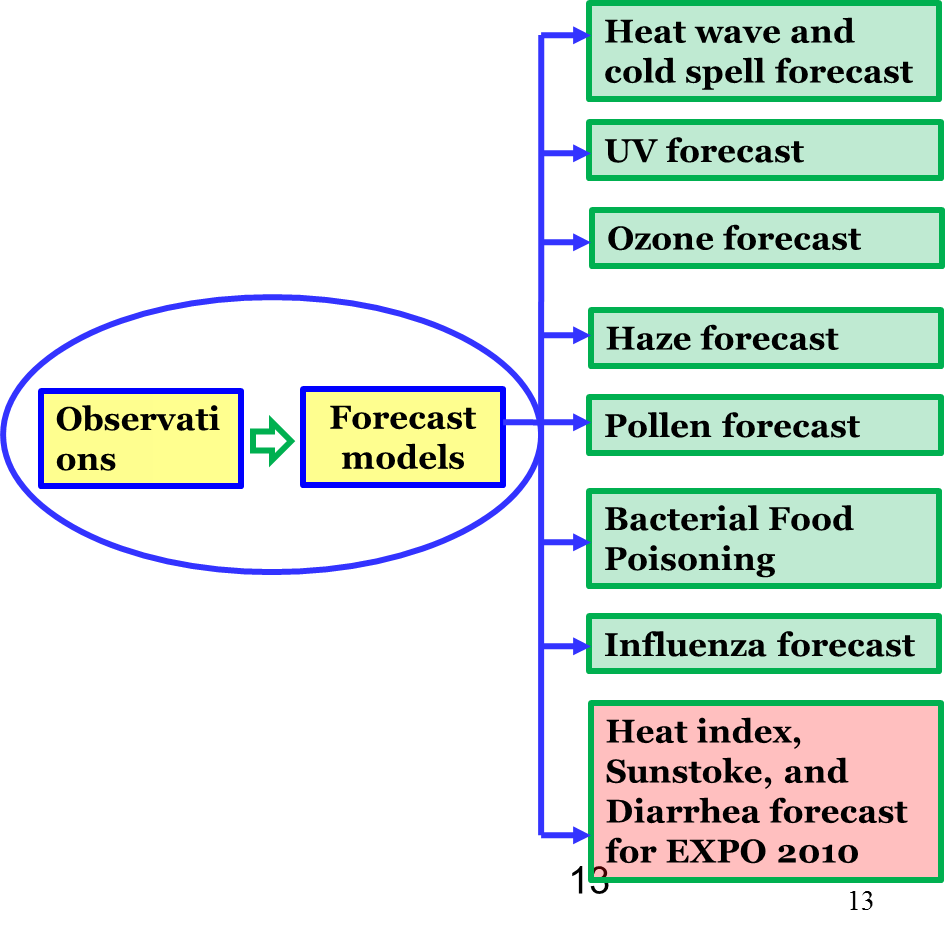 Heat wave and
cold spell forecast
UV forecast
Ozone forecast
Haze forecast
Observati
ons
Forecast
models
Pollen forecast
Bacterial Food
Poisoning
Influenza forecast
Heat index,
Sunstoke, and
Diarrhea forecast
for EXPO 2010
13
13